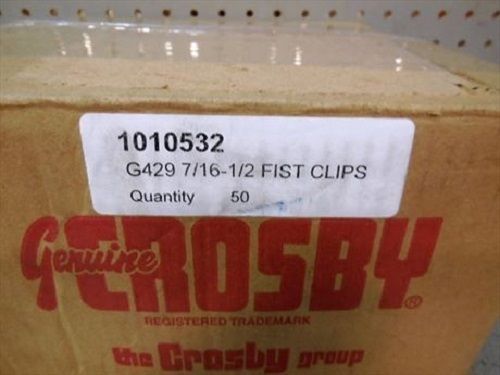 1010532
G429 7/16-1/2 FIST CLIPS
Quantity 50
Genuine CROSBY®
REGISTERED TRADEMARK
the Crosby group